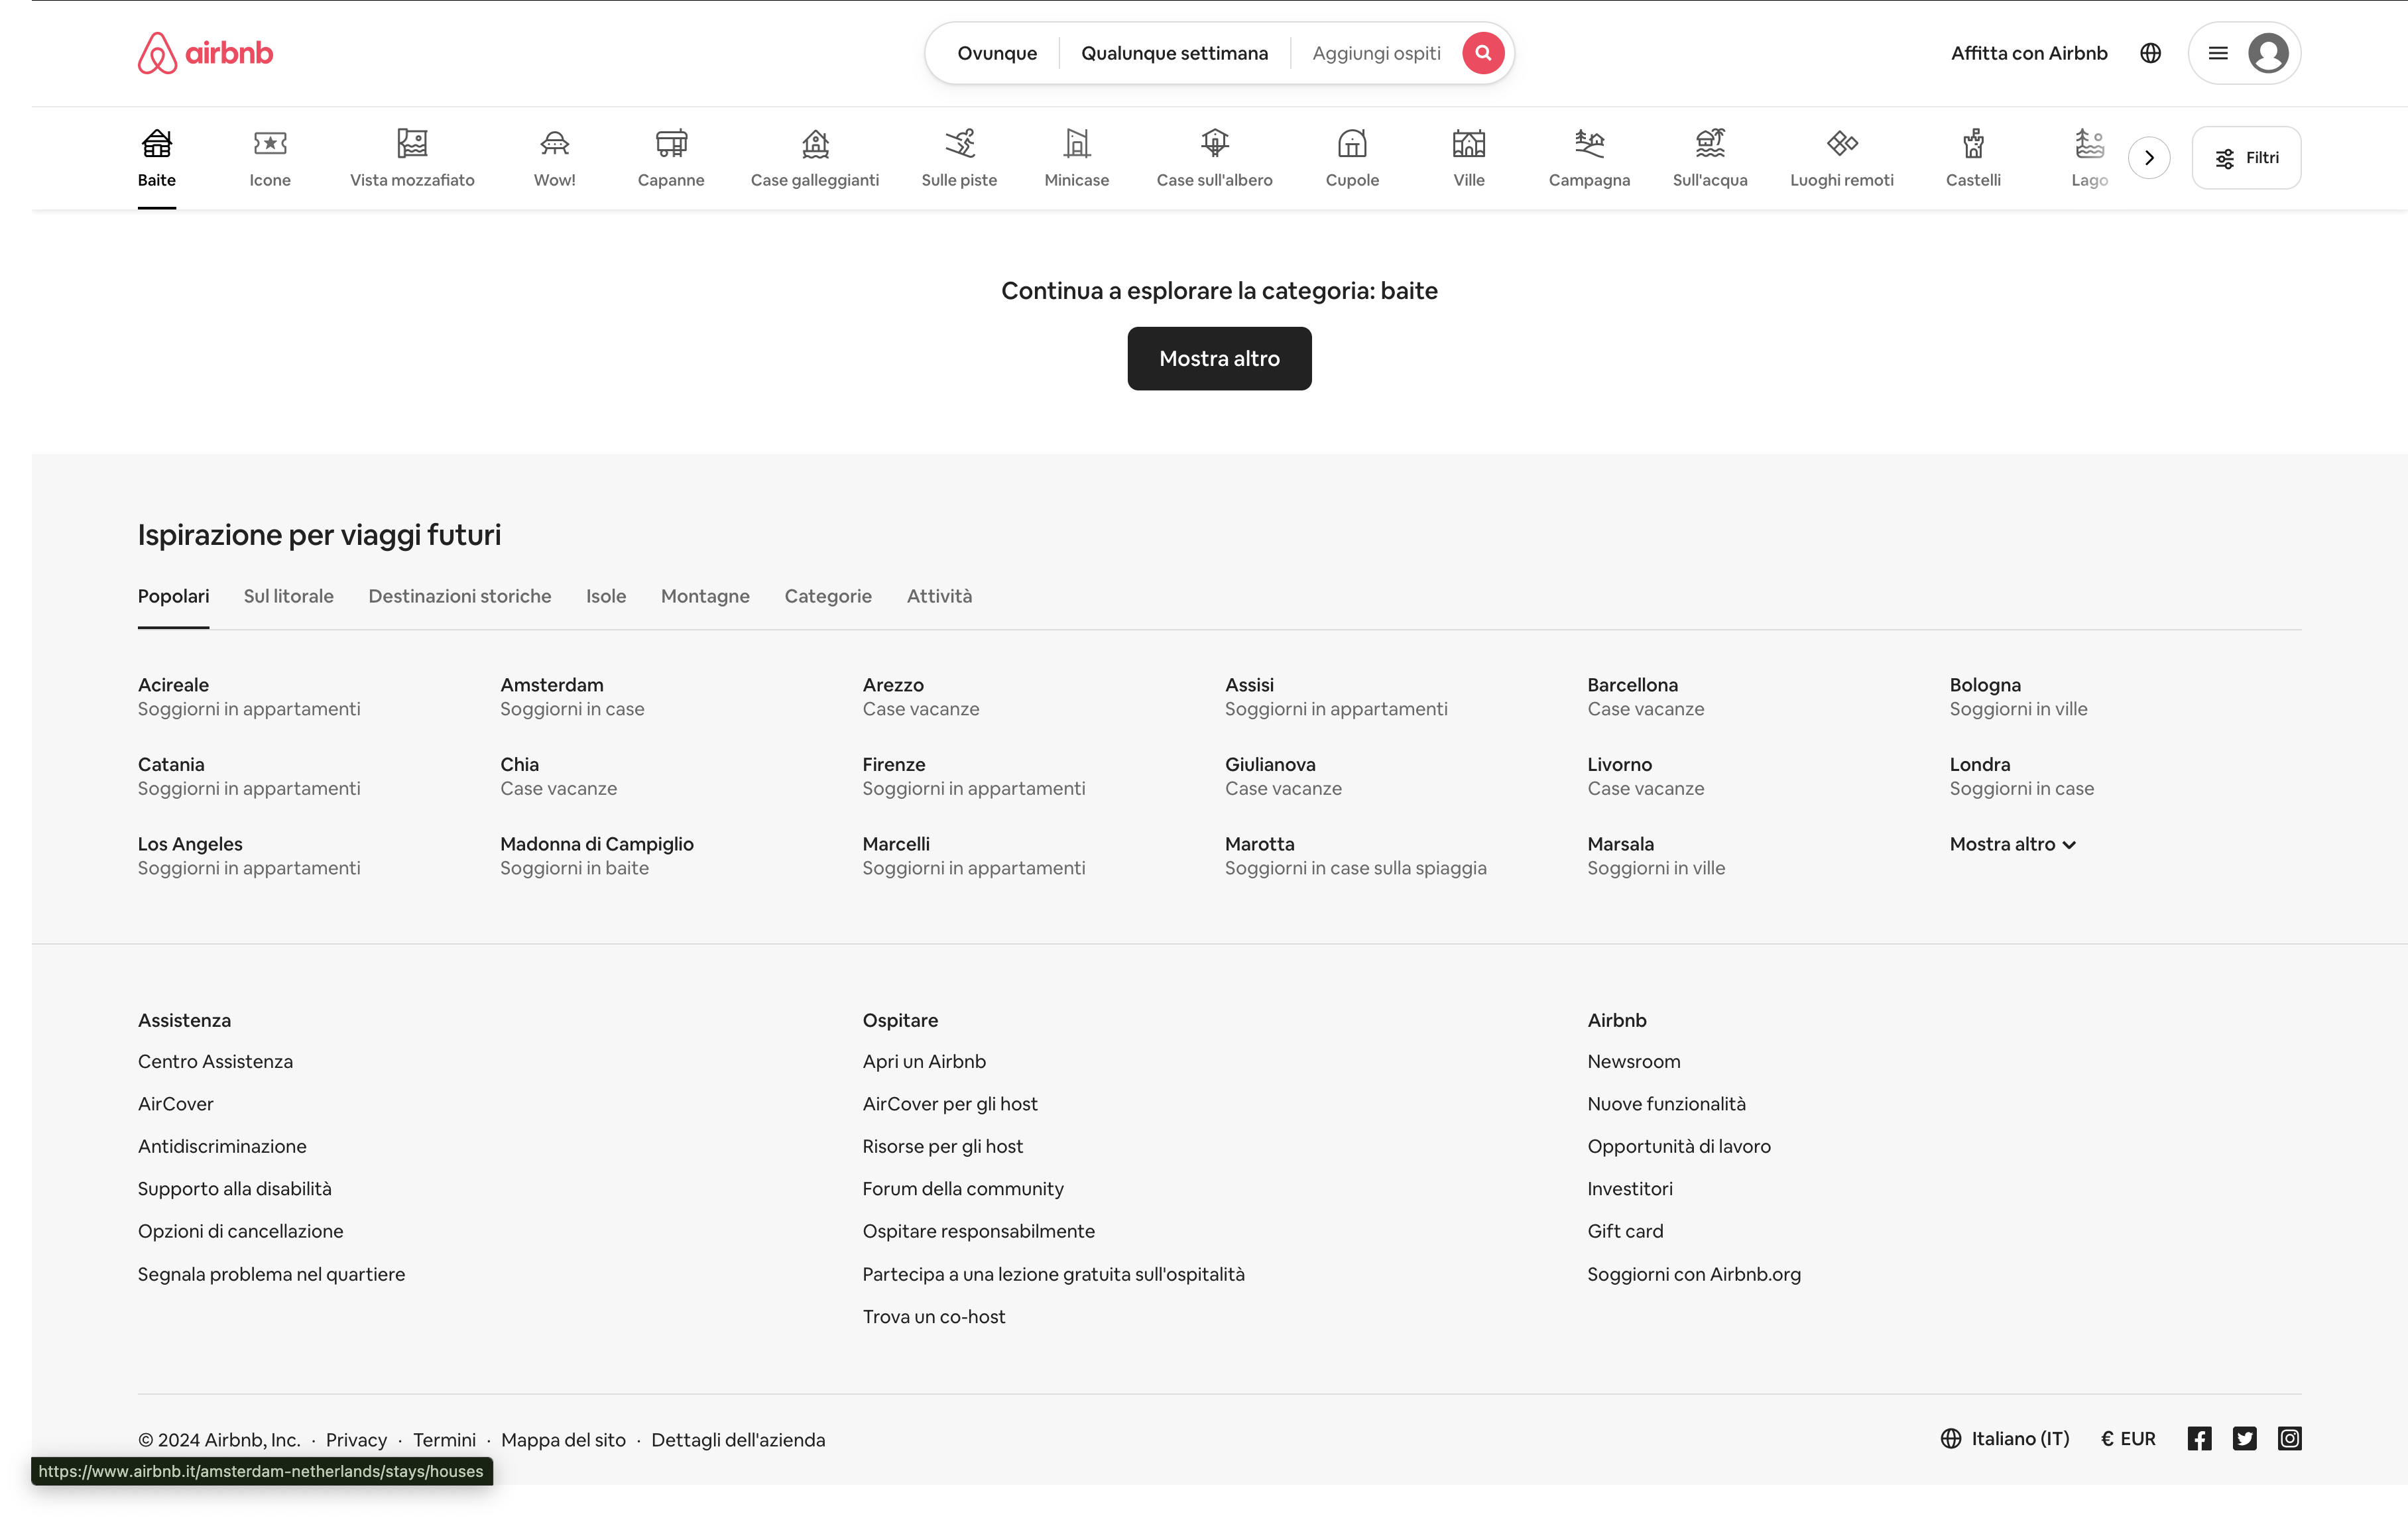 airbnb
Ovunque
Qualunque settimana
Aggiungi ospiti
Affitta con Airbnb
Baite
Icone
Vista mozzafiato
Wow!
Capanne
Case galleggianti
Sulle piste
Minicase
Case sull'albero
Cupole
Ville
Campagna
Sull'acqua
Luoghi remoti
Castelli
Lago
Filtri
Continua a esplorare la categoria: baite
Mostra altro
Ispirazione per viaggi futuri
Popolari
Sul litorale
Destinazioni storiche
Isole
Montagne
Categorie
Attività
Acireale
Soggiorni in appartamenti
Amsterdam
Soggiorni in case
Arezzo
Case vacanze
Assisi
Soggiorni in appartamenti
Barcellona
Case vacanze
Bologna
Soggiorni in ville
Catania
Soggiorni in appartamenti
Chia
Case vacanze
Firenze
Soggiorni in appartamenti
Giulianova
Case vacanze
Livorno
Case vacanze
Londra
Soggiorni in case
Los Angeles
Soggiorni in appartamenti
Madonna di Campiglio
Soggiorni in baite
Marcelli
Soggiorni in appartamenti
Marotta
Soggiorni in case sulla spiaggia
Marsala
Soggiorni in ville
Mostra altro
Assistenza
Centro Assistenza
AirCover
Antidiscriminazione
Supporto alla disabilità
Opzioni di cancellazione
Segnala problema nel quartiere
Ospitare
Apri un Airbnb
AirCover per gli host
Risorse per gli host
Forum della community
Ospitare responsabilmente
Partecipa a una lezione gratuita sull'ospitalità
Trova un co-host
Airbnb
Newsroom
Nuove funzionalità
Opportunità di lavoro
Investitori
Gift card
Soggiorni con Airbnb.org
© 2024 Airbnb, Inc. · Privacy · Termini · Mappa del sito · Dettagli dell'azienda
Italiano (IT)
€ EUR
https://www.airbnb.it/amsterdam-netherlands/stays/houses